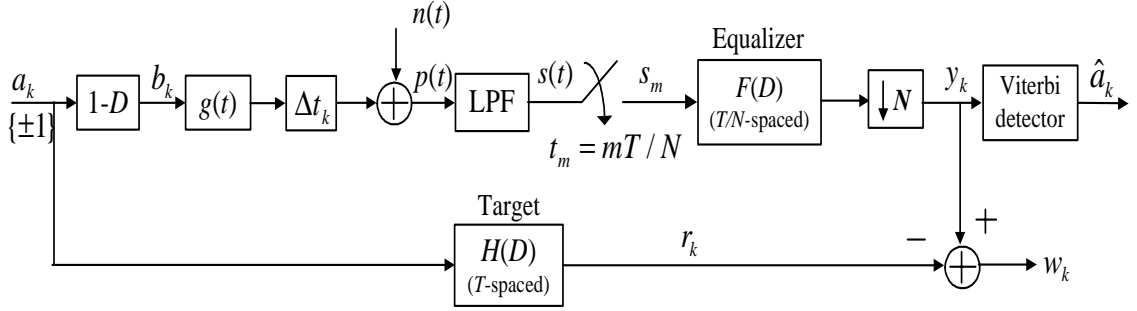 n(t)
Equalizer
a_k
b_k
p(t)
s(t)
s_m
y_k
â_k
1-D
g(t)
Δt_k
LPF
F(D)
(T/N-spaced)
↓N
Viterbi
detector
{±1}
t_m = mT / N
Target
H(D)
(T-spaced)
r_k
−
+
w_k